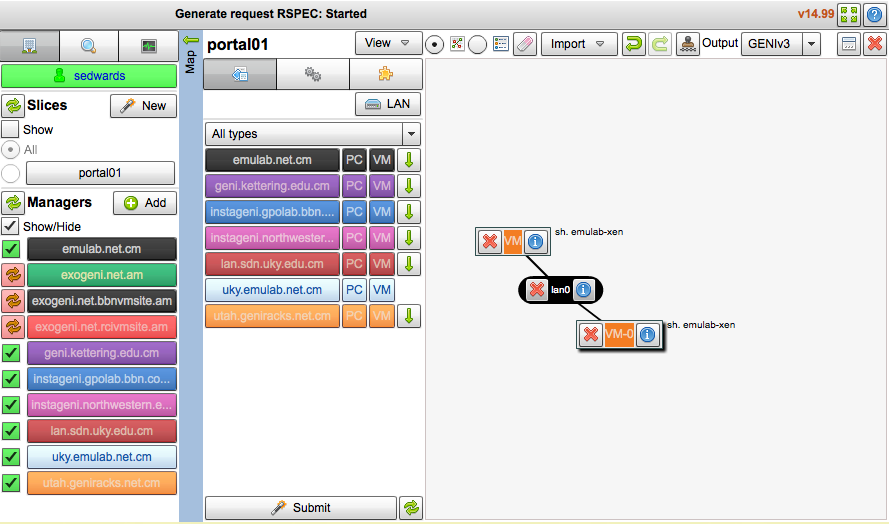 Generate request RSPEC: Started
v14.99
sedwards
Slices
New
Show
All
portal01
Managers
Add
Show/Hide
emulab.net.cm
exogeni.net.am
exogeni.net.bbnvmsite.am
exogeni.net.rcivmsite.am
geni.kettering.edu.cm
instageni.gpolab.bbn.co...
instageni.northwestern.e...
lan.sdn.uky.edu.cm
uky.emulab.net.cm
utah.geniracks.net.cm
Map
portal01
View
Import
Output
GENIv3
LAN
All types
emulab.net.cm PC VM
geni.kettering.edu.cm PC VM
instageni.gpolab.bbn.... PC VM
instageni.northwester... PC VM
lan.sdn.uky.edu.cm PC VM
uky.emulab.net.cm PC VM
utah.geniracks.net.cm PC VM
Submit
VM
sh. emulab-xen
lan0
VM-0
sh. emulab-xen